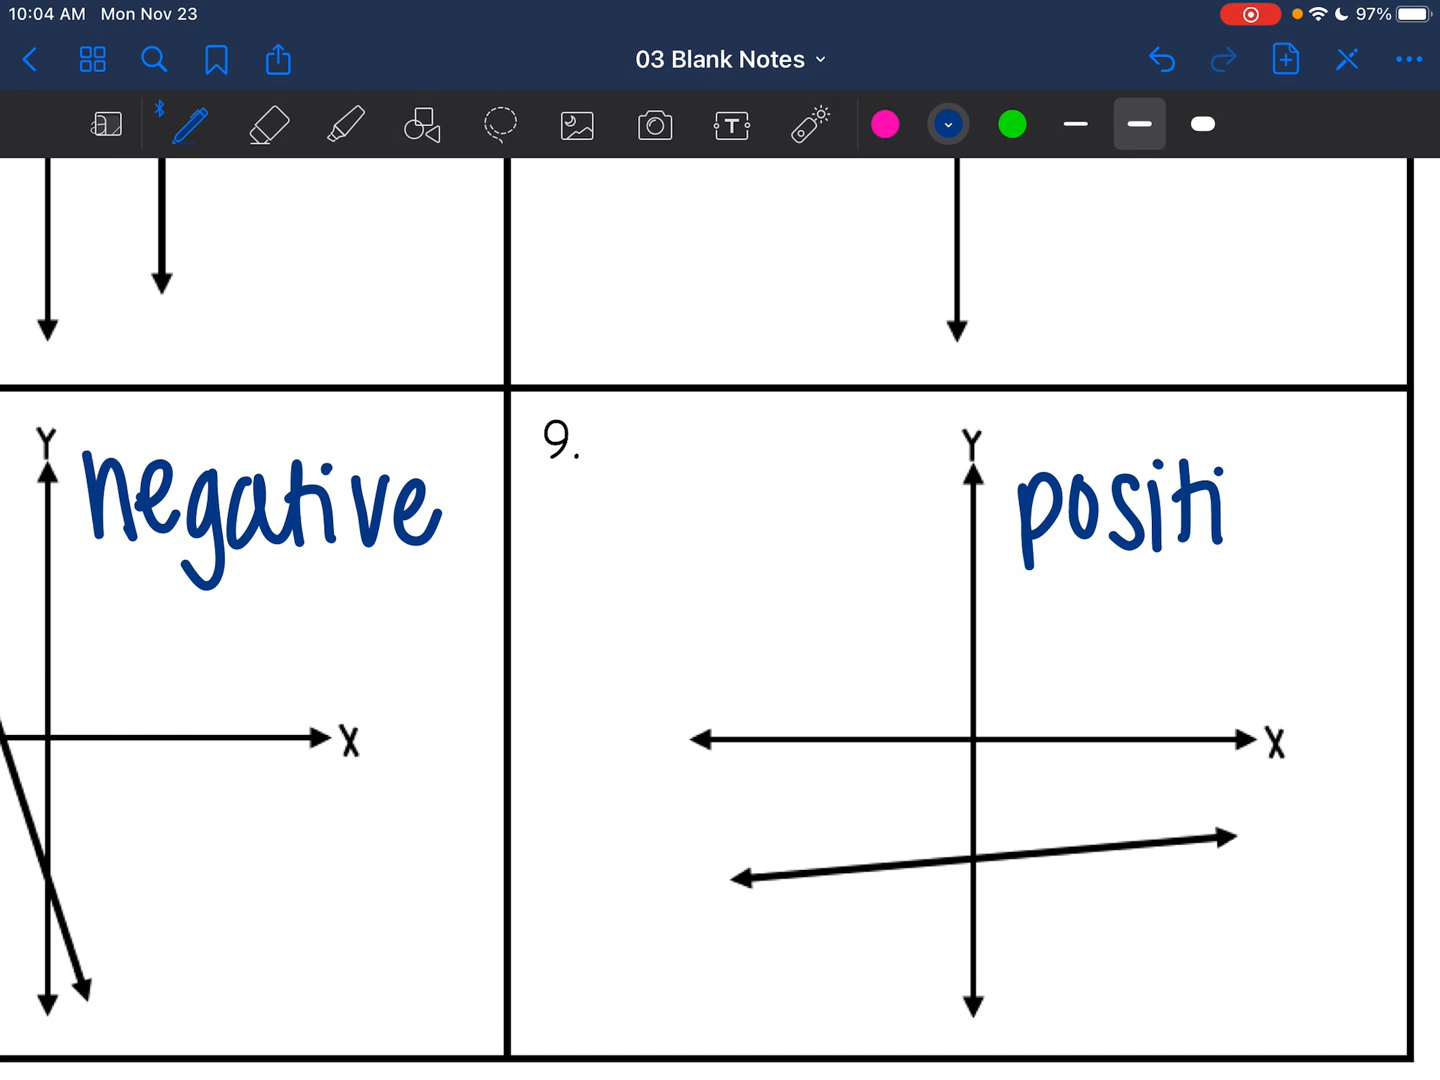 10:04 AM Mon Nov 23
97%
03 Blank Notes
T
Y
negative
X
9.
Y
positi
X